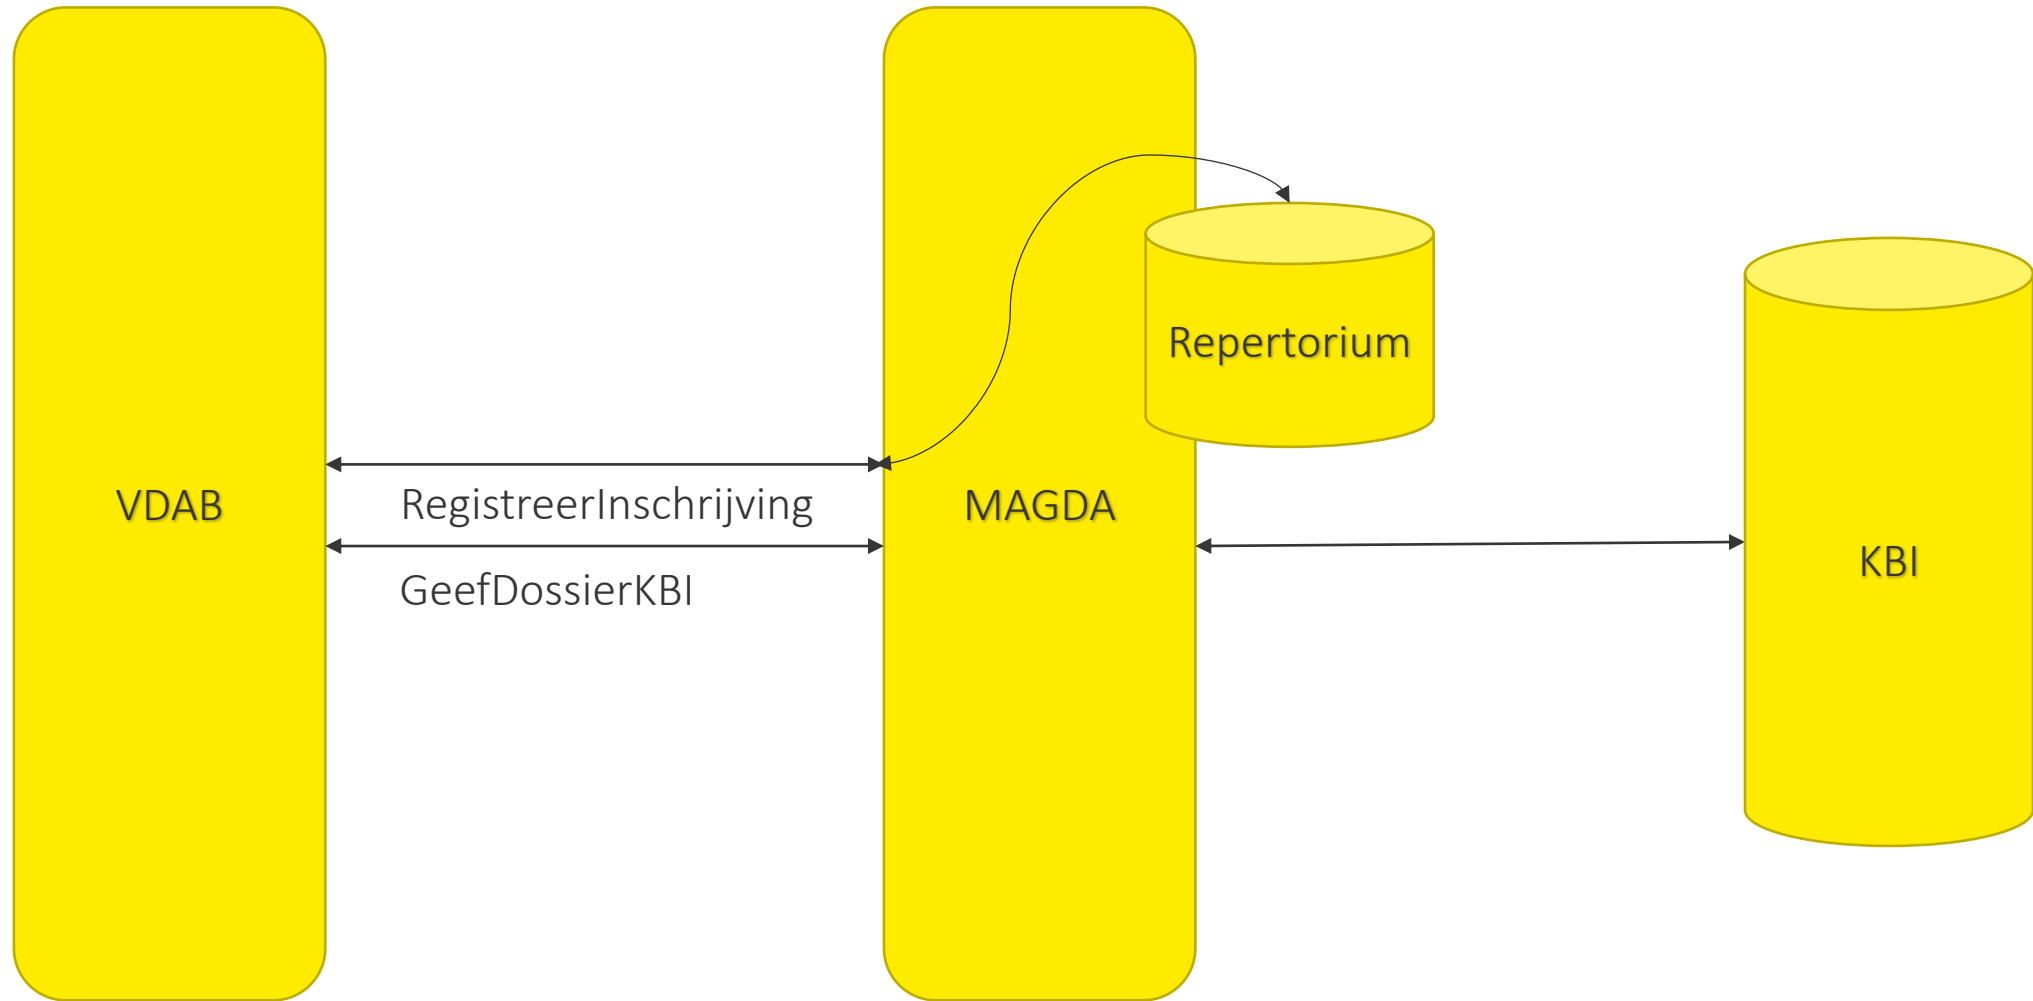 Repertorium
VDAB
RegistreerInschrijving
MAGDA
KBI
GeefDossierKBI